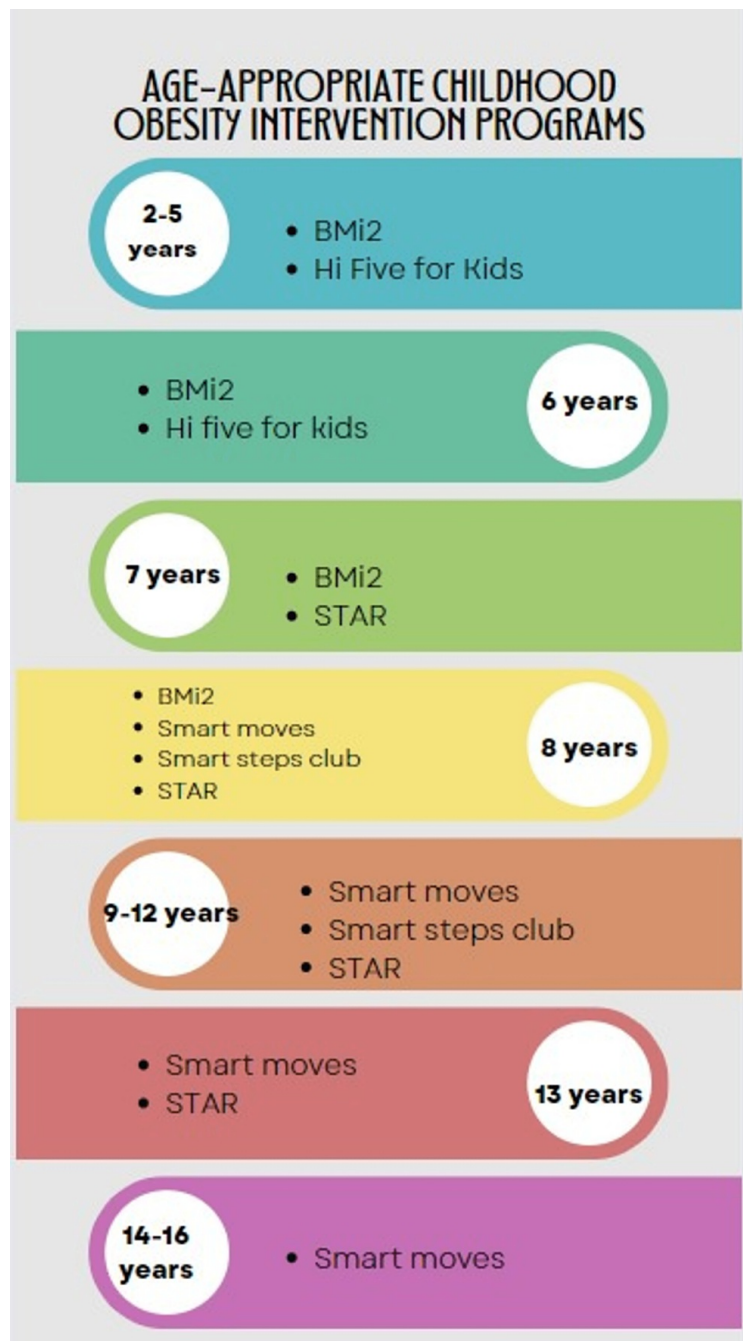 AGE-APPROPRIATE CHILDHOOD
OBESITY INTERVENTION PROGRAMS
2-5
years
• BMi2
• Hi Five for Kids
• BMi2
• Hi five for kids
6 years
7 years
• BMi2
• STAR
• BMi2
• Smart moves
• Smart steps club
• STAR
8 years
9-12 years
• Smart moves
• Smart steps club
• STAR
• Smart moves
• STAR
13 years
14-16
years
• Smart moves